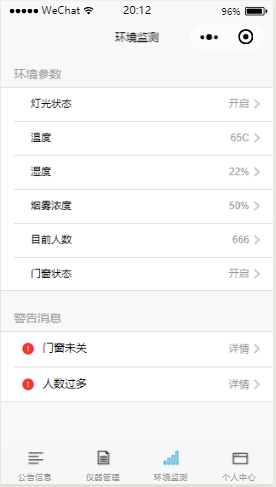 ●●●●● WeChat 20:12 96%
环境监测
环境参数
灯光状态 开启
温度 65C
湿度 22%
烟雾浓度 50%
目前人数 666
门窗状态 开启
警告消息
门窗未关 详情
人数过多 详情
公告信息 仪器管理 环境监测 个人中心